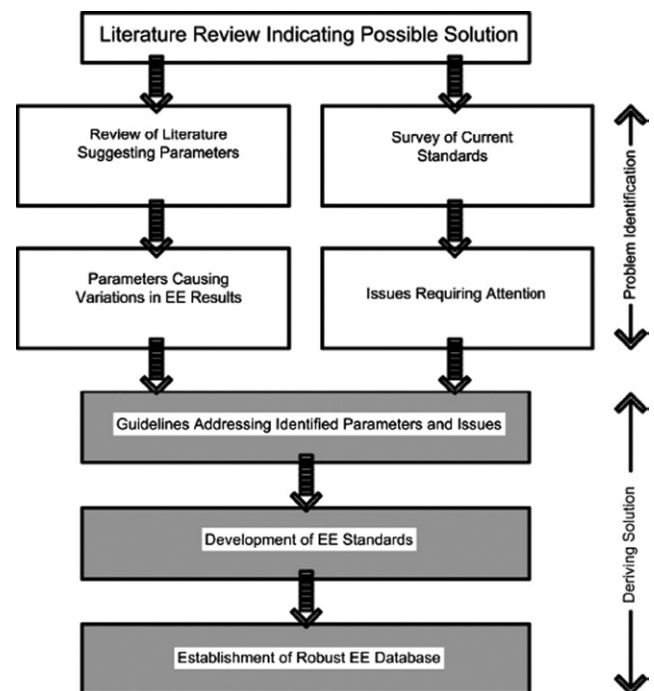 Literature Review Indicating Possible Solution
Review of Literature
Suggesting Parameters
Survey of Current
Standards
Parameters Causing
Variations in EE Results
Issues Requiring Attention
Problem Identification
Guidelines Addressing Identified Parameters and Issues
Development of EE Standards
Establishment of Robust EE Database
Deriving Solution